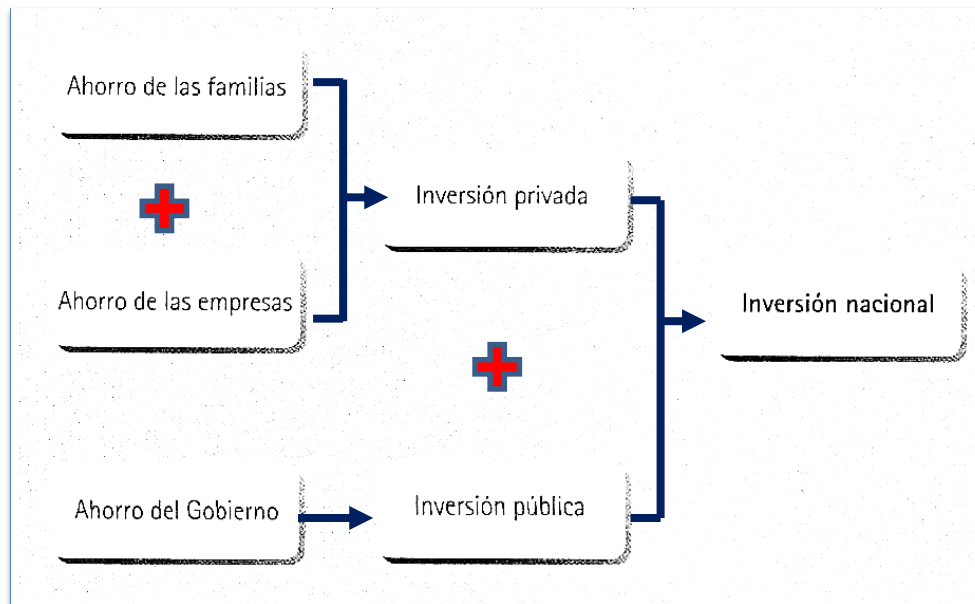 Ahorro de las familias
Inversión privada
Ahorro de las empresas
Inversión nacional
Ahorro del Gobierno
Inversión pública